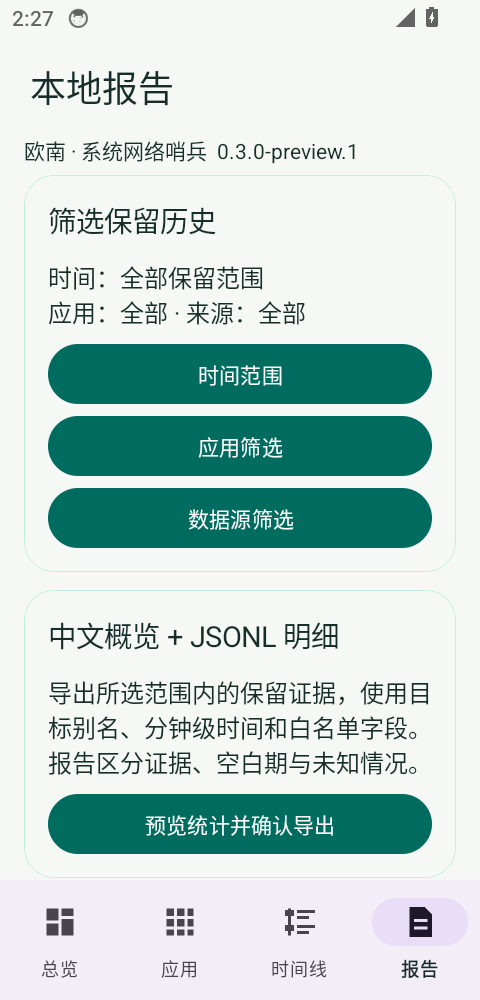 2:27
本地报告
欧南 · 系统网络哨兵 0.3.0-preview.1
筛选保留历史
时间：全部保留范围
应用：全部 · 来源：全部
时间范围
应用筛选
数据源筛选
中文概览 + JSONL 明细
导出所选范围内的保留证据，使用目
标别名、分钟级时间和白名单字段。
报告区分证据、空白期与未知情况。
预览统计并确认导出
总览
应用
时间线
报告